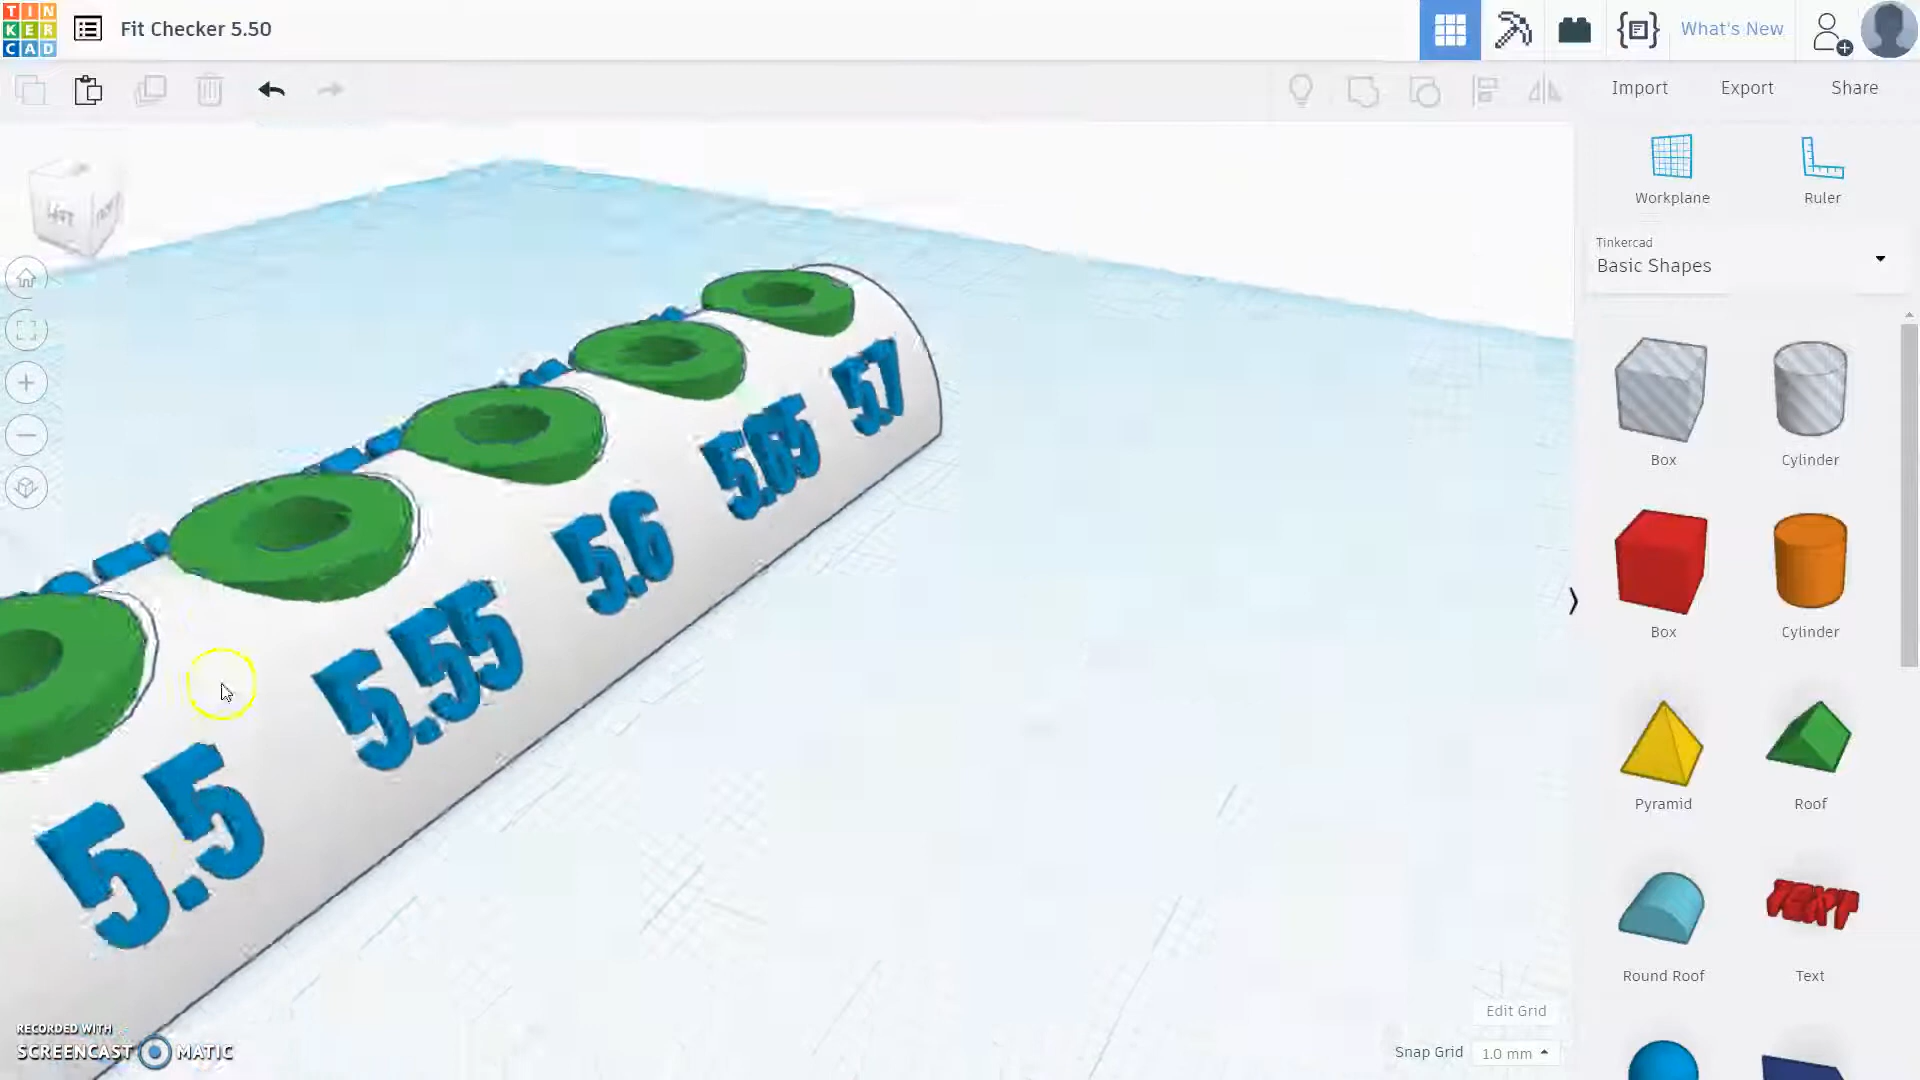 TIN
KER
CAD
Fit Checker 5.50
What's New
Import
Export
Share
Workplane
Ruler
Tinkercad
Basic Shapes
Box
Cylinder
Box
Cylinder
Pyramid
Roof
Round Roof
Text
TEXT
5.7
5.65
5.6
5.55
5.5
Edit Grid
Snap Grid
1.0 mm
RECORDED WITH
SCREENCAST MATIC